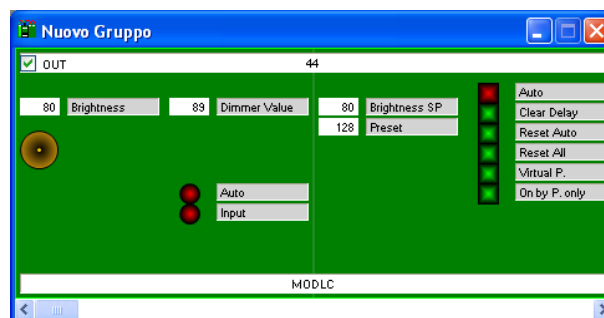 Nuovo Gruppo
OUT 44
80 Brightness 89 Dimmer Value 80 Brightness SP
128 Preset
Auto
Clear Delay
Reset Auto
Reset All
Virtual P.
On by P. only
Auto
Input
MODLC